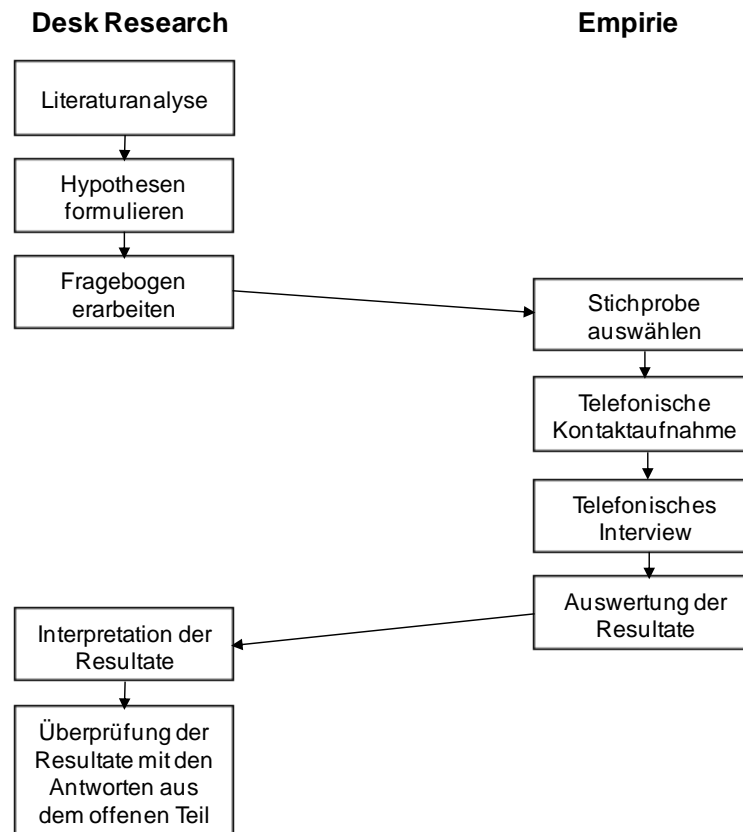 Desk Research
Empirie
Literaturanalyse
Hypothesen
formulieren
Fragebogen
erarbeiten
Stichprobe
auswählen
Telefonische
Kontaktaufnahme
Telefonisches
Interview
Auswertung der
Resultate
Interpretation der
Resultate
Überprüfung der
Resultate mit den
Antworten aus
dem offenen Teil